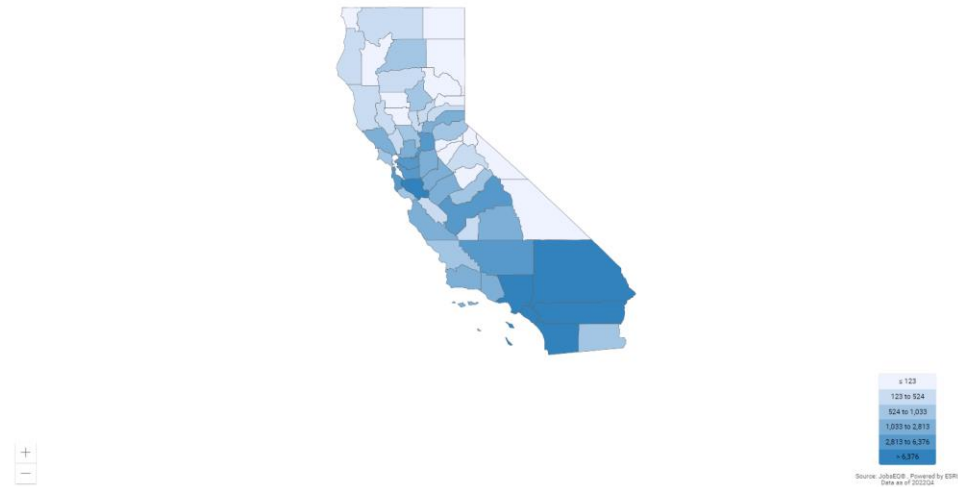 ≤ 123
123 to 524
524 to 1,033
1,033 to 2,813
2,813 to 6,376
> 6,376
Source: JobsEQ®, Powered by ESRI
Data as of 2022Q4